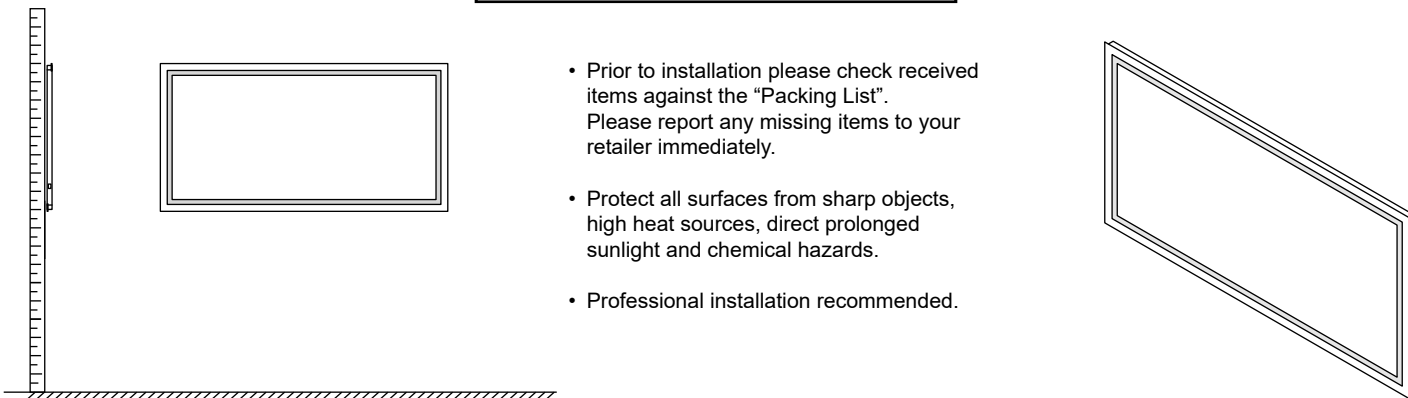 • Prior to installation please check received
items against the “Packing List”.
Please report any missing items to your
retailer immediately.
• Protect all surfaces from sharp objects,
high heat sources, direct prolonged
sunlight and chemical hazards.
• Professional installation recommended.